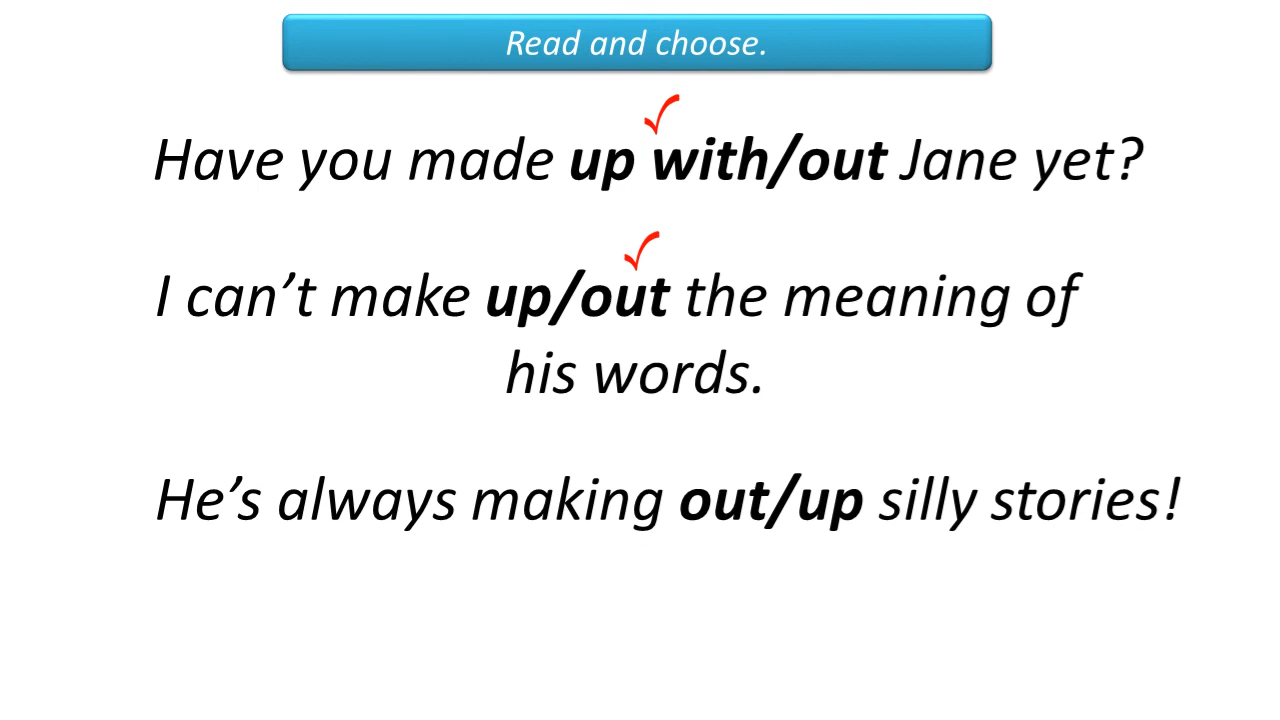 Read and choose.
Have you made up with/out Jane yet?
I can’t make up/out the meaning of
his words.
He’s always making out/up silly stories!